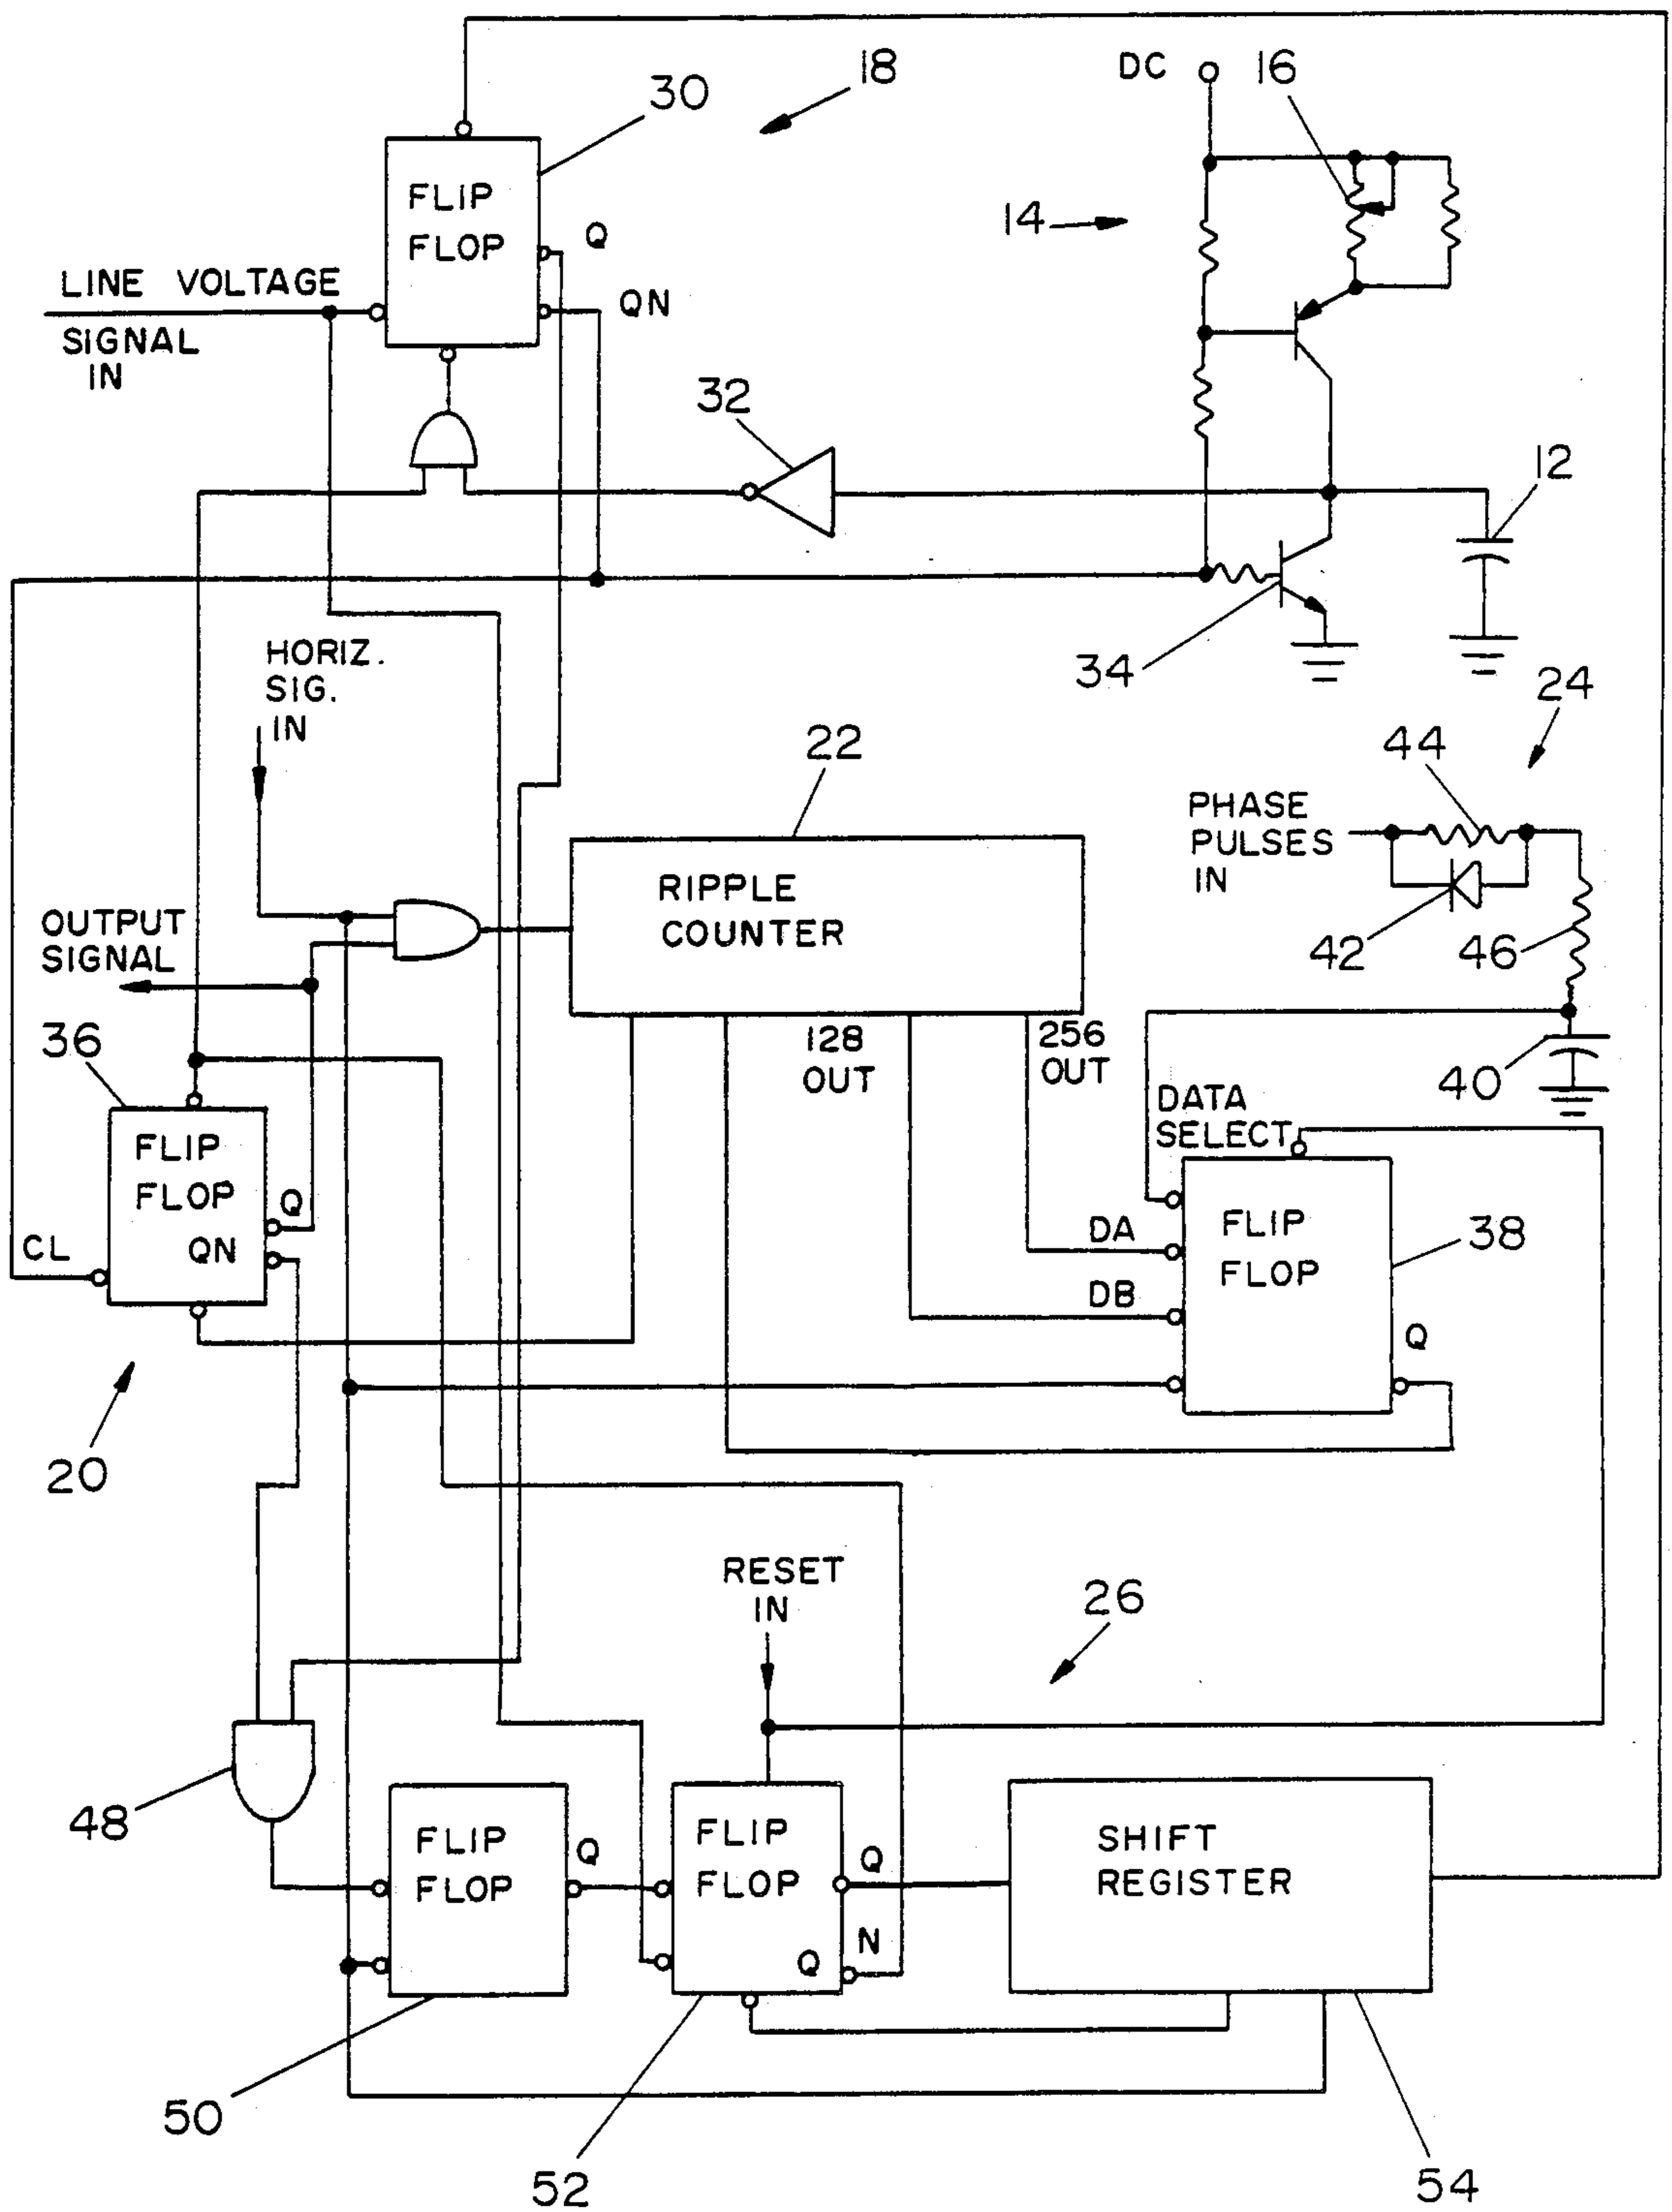 18
DC
16
30
FLIP
FLOP
Q
14
LINE VOLTAGE
QN
SIGNAL
IN
32
12
HORIZ.
SIG.
IN
34
24
22
44
PHASE
PULSES
IN
RIPPLE
COUNTER
OUTPUT
SIGNAL
42
46
36
128
OUT
256
OUT
40
DATA
SELECT
FLIP
FLOP
Q
QN
CL
DA
FLIP
FLOP
38
DB
Q
20
RESET
IN
26
48
FLIP
FLOP
Q
FLIP
FLOP
Q
N
Q
SHIFT
REGISTER
50
52
54